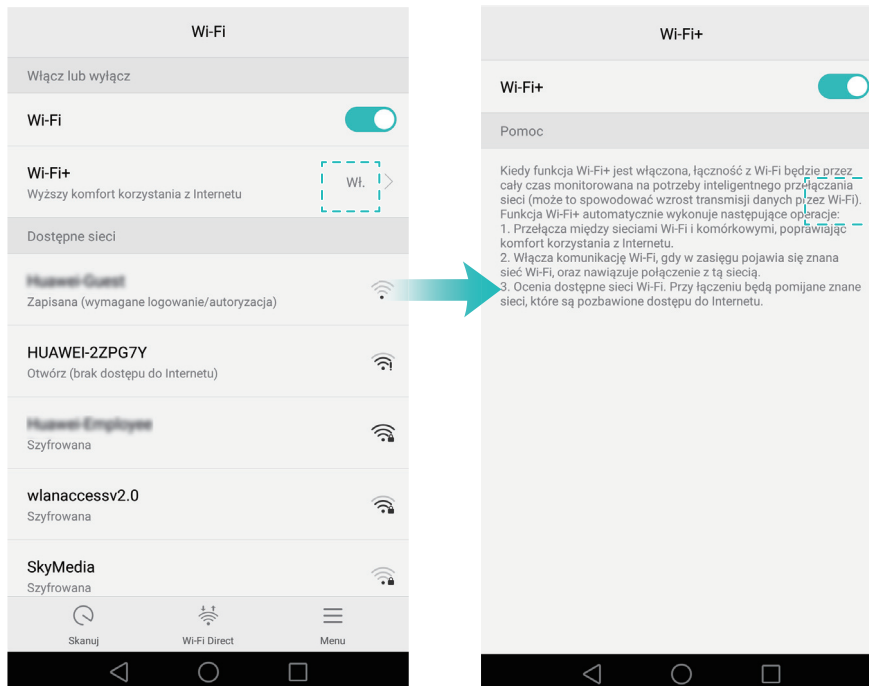 Wi-Fi
Włącz lub wyłącz
Wi-Fi
Wi-Fi+
Wł.
Wyższy komfort korzystania z Internetu
Dostępne sieci
Huawei-Guest
Zapisana (wymagane logowanie/autoryzacja)
HUAWEI-2ZPG7Y
Otwórz (brak dostępu do Internetu)
Huawei-Employee
Szyfrowana
wlanaccessv2.0
Szyfrowana
SkyMedia
Szyfrowana
Skanuj
Wi-Fi Direct
Menu
Wi-Fi+
Wi-Fi+
Pomoc
Kiedy funkcja Wi-Fi+ jest włączona, łączność z Wi-Fi będzie przez
cały czas monitorowana na potrzeby inteligentnego przełączania
sieci (może to spowodować wzrost transmisji danych przez Wi-Fi).
Funkcja Wi-Fi+ automatycznie wykonuje następujące operacje:
1. Przełącza między sieciami Wi-Fi i komórkowymi, poprawiając
komfort korzystania z Internetu.
2. Włącza komunikację Wi-Fi, gdy w zasięgu pojawia się znana
sieć Wi-Fi, oraz nawiązuje połączenie z tą siecią.
3. Ocenia dostępne sieci Wi-Fi. Przy łączeniu będą pomijane znane
sieci, które są pozbawione dostępu do Internetu.